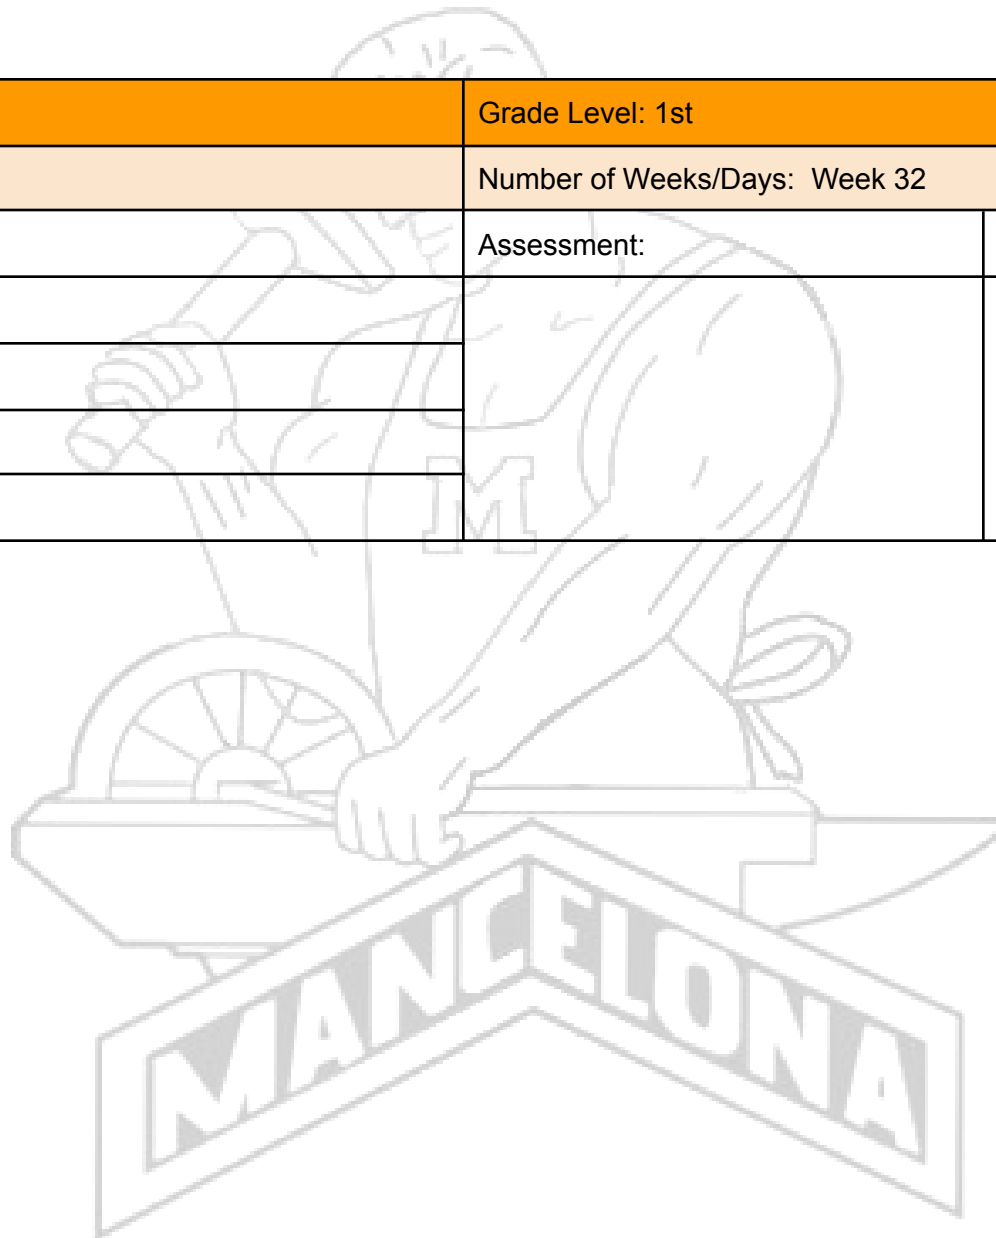 Grade Level: 1st
Number of Weeks/Days: Week 32
Assessment:
M
MANCELONA